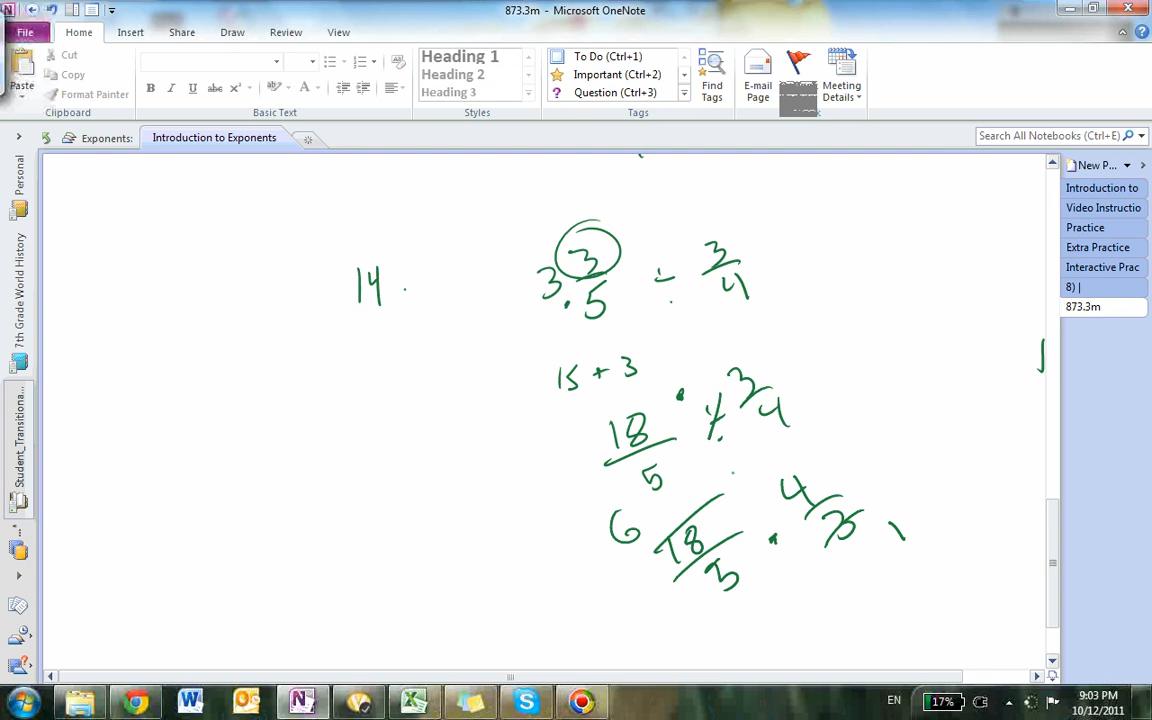 873.3m - Microsoft OneNote
File Home Insert Share Draw Review View
Cut
Copy
Format Painter
Paste
Clipboard
B I U abc x² A
Basic Text
Heading 1
Heading 2
Heading 3
Styles
To Do (Ctrl+1)
Important (Ctrl+2)
Question (Ctrl+3)
Tags
Find Tags
E-mail Page
Meeting Details
Exponents: Introduction to Exponents
Search All Notebooks (Ctrl+E)
New P...
Introduction to
Video Instructio
Practice
Extra Practice
Interactive Prac
8) |
873.3m
Personal
7th Grade World History
Student_Transitiona...
14.
3 3/5 ÷ 3/4
15 + 3
18/5 · ÷ 3/4
6 18/5 · 4/3
EN
17%
9:03 PM
10/12/2011